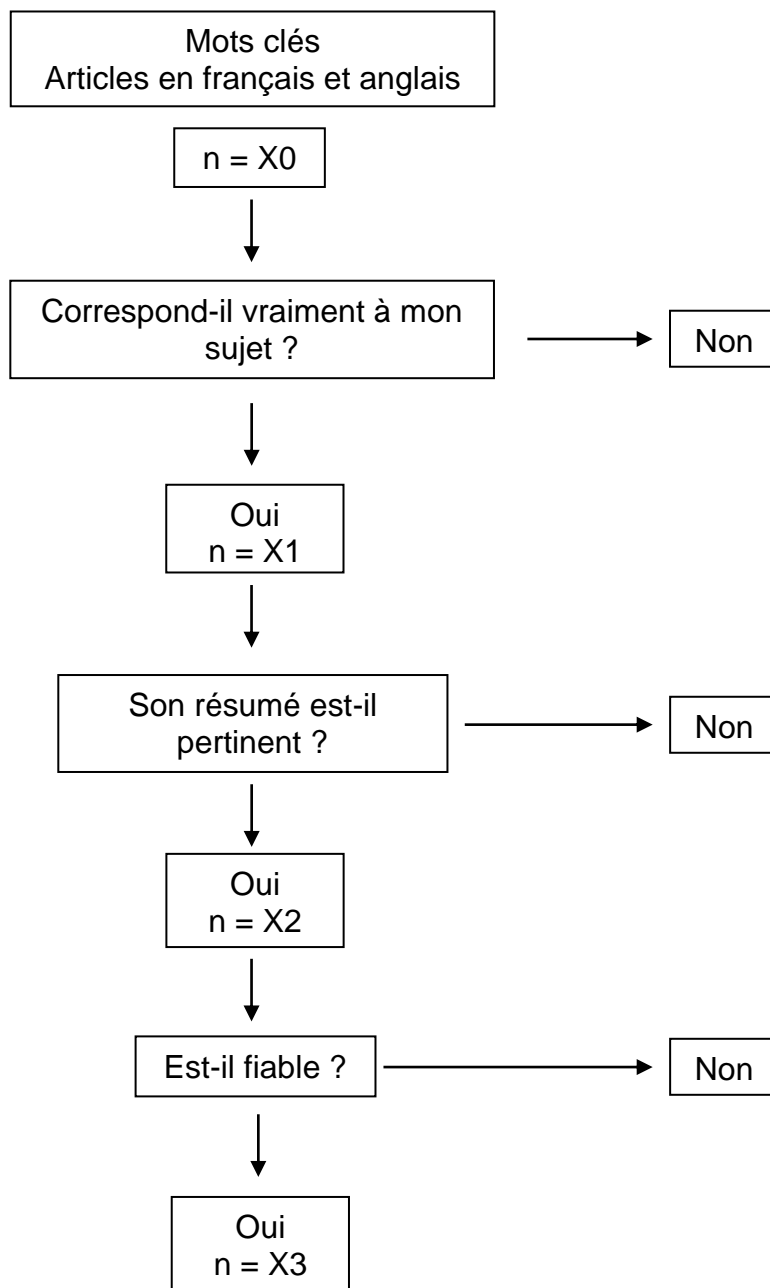 Mots clés
Articles en français et anglais
n = X0
Correspond-il vraiment à mon
sujet ?
Non
Oui
n = X1
Son résumé est-il
pertinent ?
Non
Oui
n = X2
Est-il fiable ?
Non
Oui
n = X3